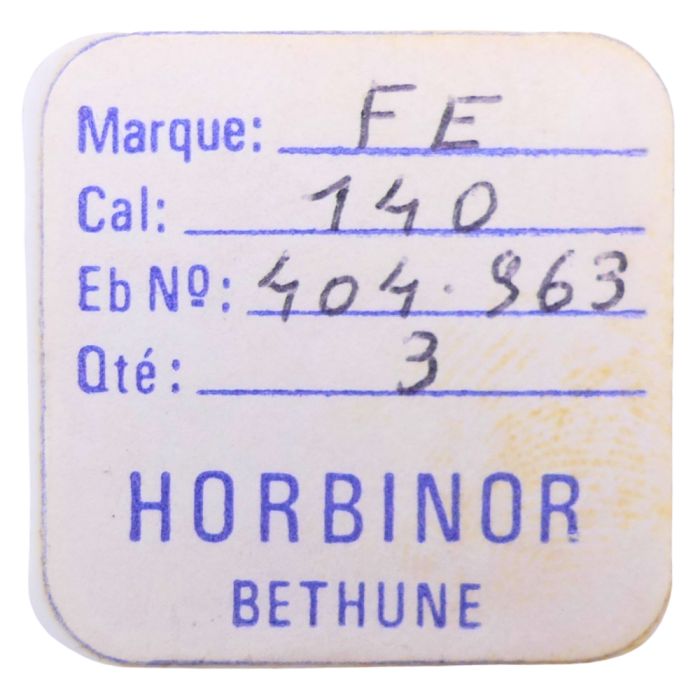 Marque: FE
Cal: 140
Eb Nº: 404.963
Qté: 3
HORBINOR
BETHUNE